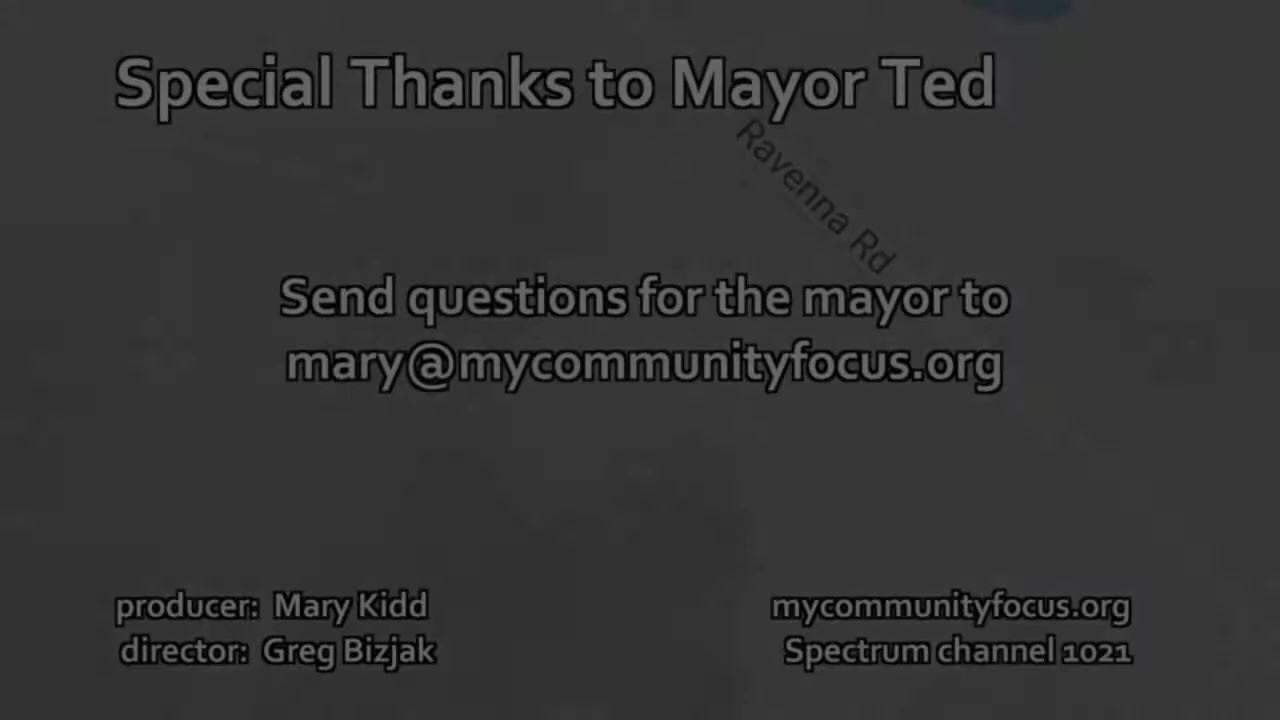 Special Thanks to Mayor Ted
Ravenna Rd
Send questions for the mayor to
mary@mycommunityfocus.org
producer: Mary Kidd
director: Greg Bizjak
mycommunityfocus.org
Spectrum channel 1021